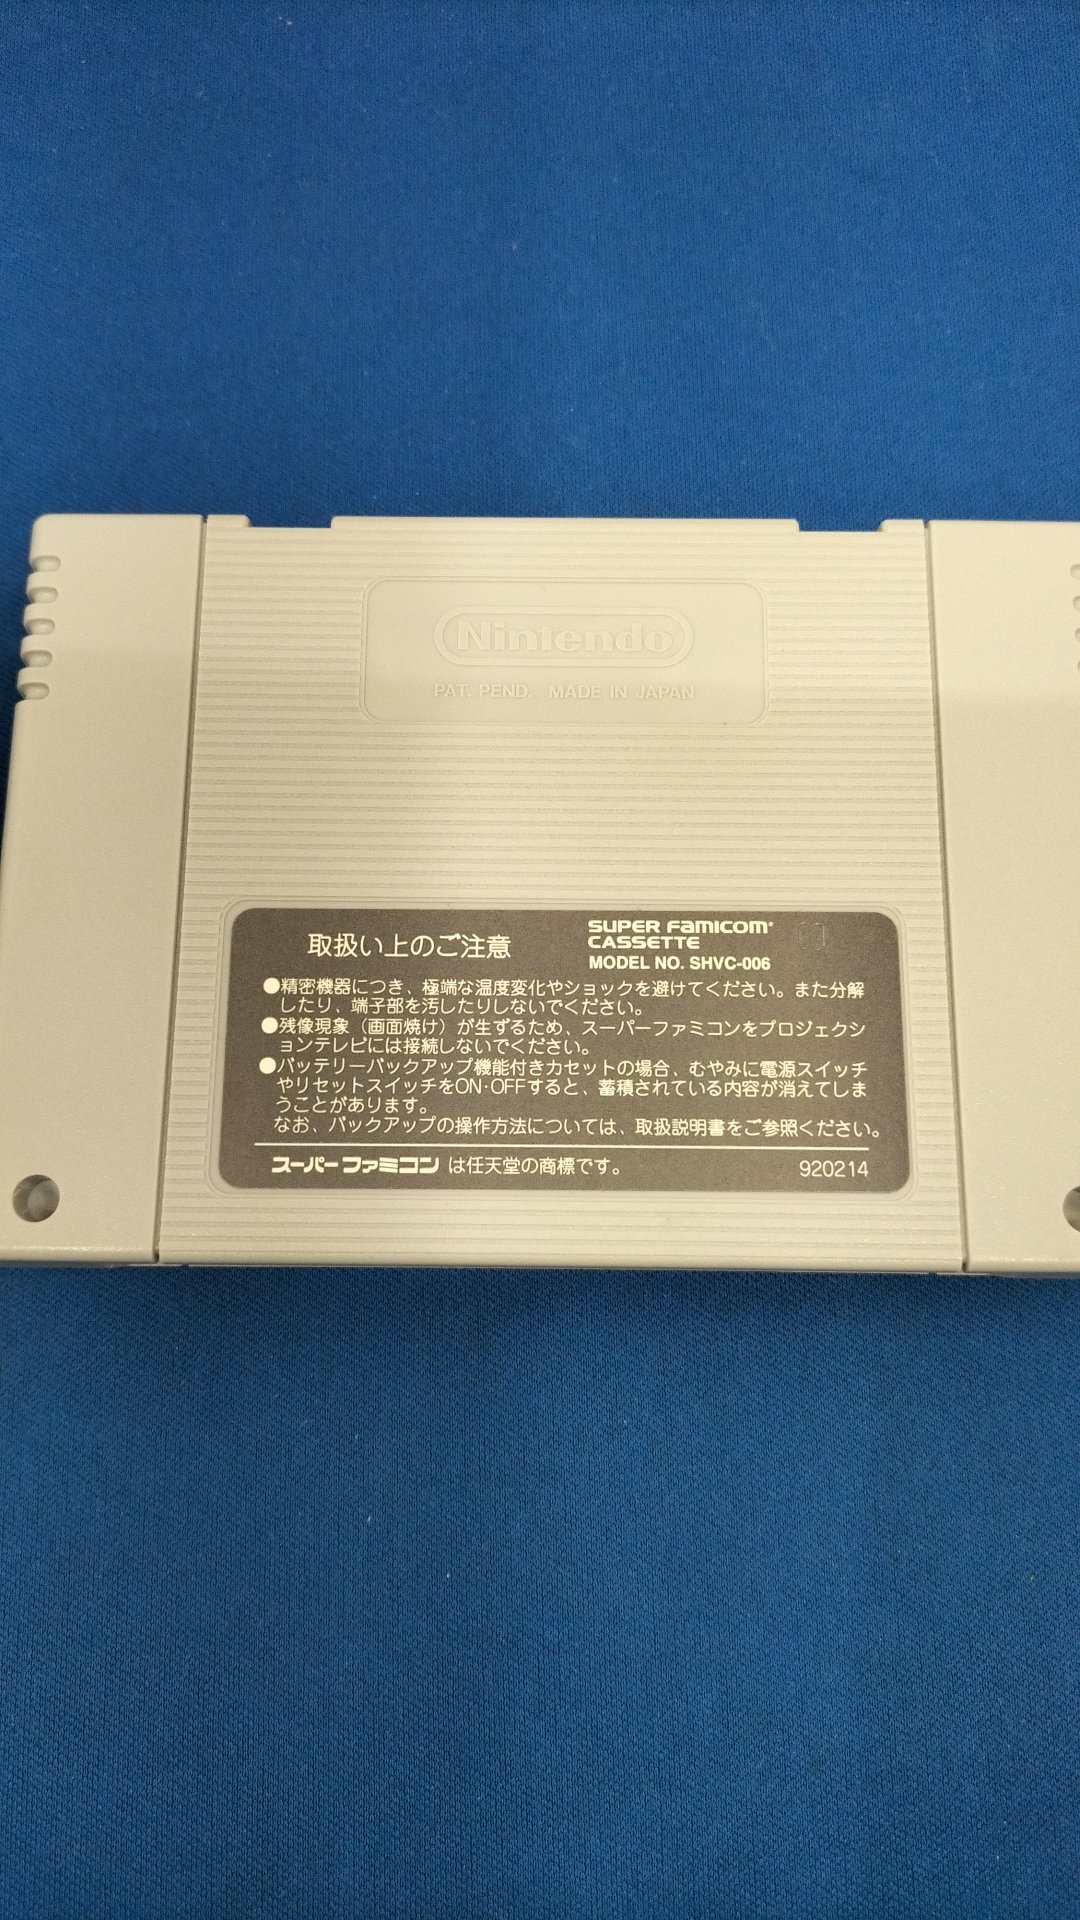 Nintendo
PAT. PEND. MADE IN JAPAN
取扱い上のご注意
SUPER FAMICOM®
CASSETTE
MODEL NO. SHVC-006
●精密機器につき、極端な温度変化やショックを避けてください。また分解
したり、端子部を汚したりしないでください。
●残像現象（画面焼け）が生ずるため、スーパーファミコンをプロジェクシ
ョンテレビには接続しないでください。
●バッテリーバックアップ機能付きカセットの場合、むやみに電源スイッチ
やリセットスイッチをON·OFFすると、蓄積されている内容が消えてしま
うことがあります。
なお、バックアップの操作方法については、取扱説明書をご参照ください。
スーパーファミコン は任天堂の商標です。 920214